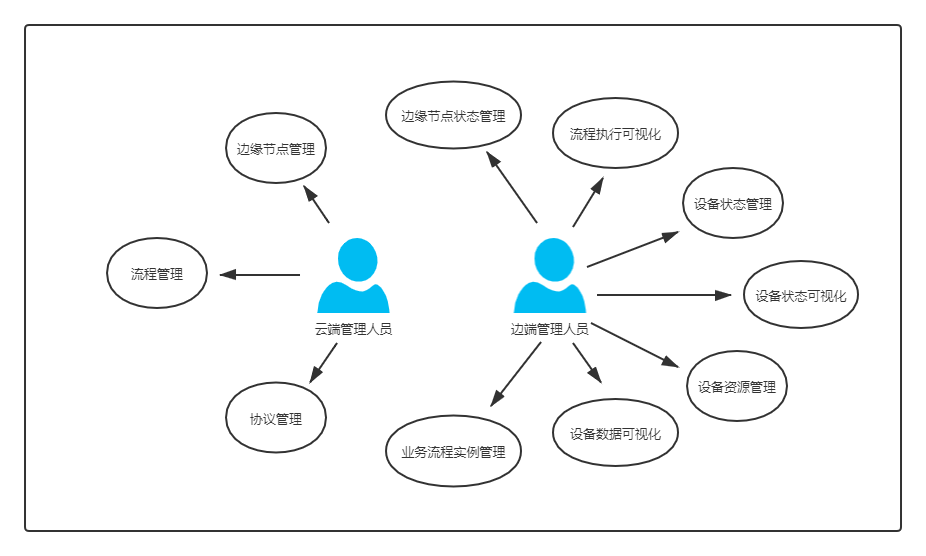 边缘节点状态管理
流程执行可视化
边缘节点管理
设备状态管理
流程管理
设备状态可视化
云端管理人员
边端管理人员
设备资源管理
协议管理
设备数据可视化
业务流程实例管理